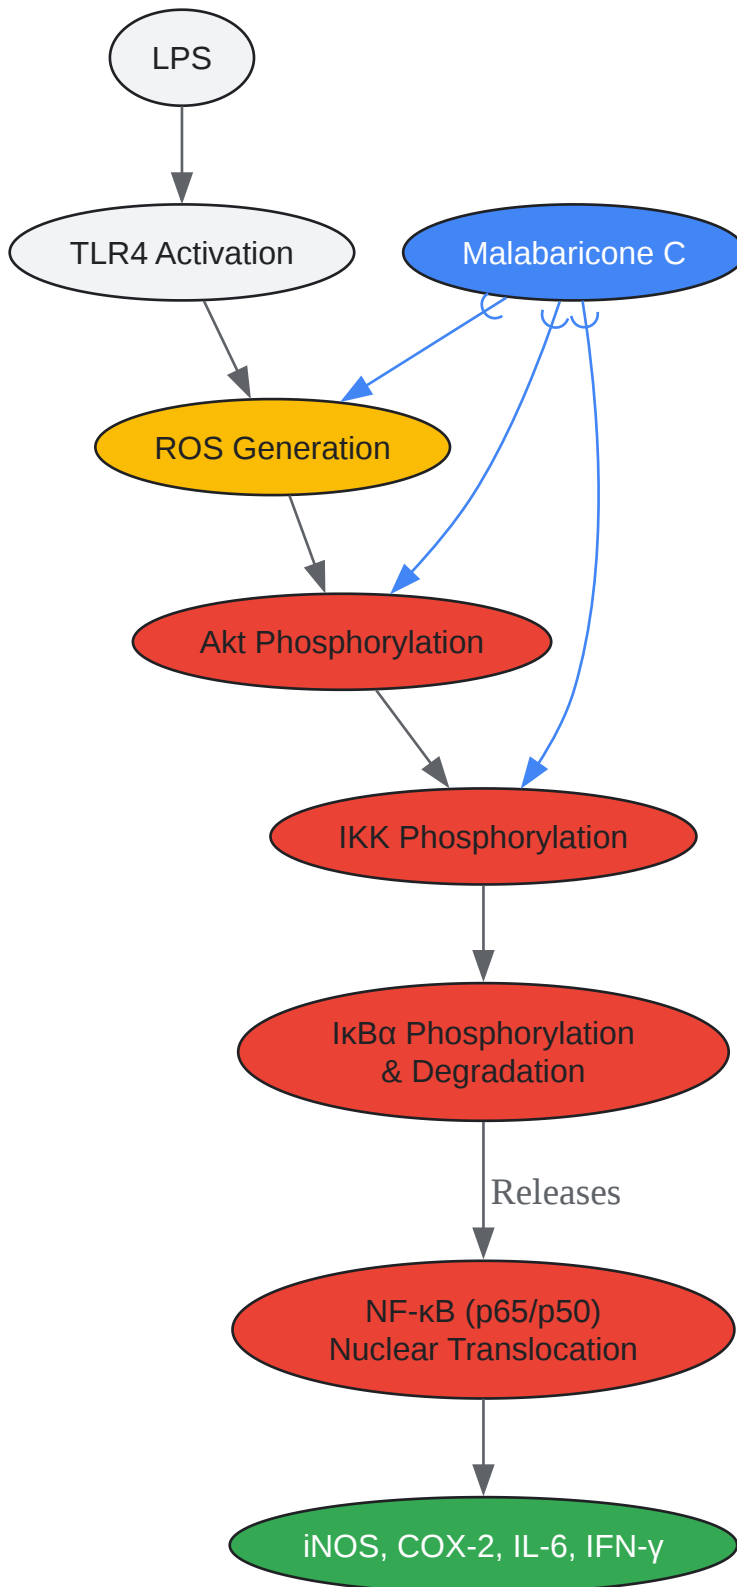 LPS
TLR4 Activation
Malabaricone C
ROS Generation
Akt Phosphorylation
IKK Phosphorylation
IκBα Phosphorylation
& Degradation
Releases
NF-κB (p65/p50)
Nuclear Translocation
iNOS, COX-2, IL-6, IFN-γ